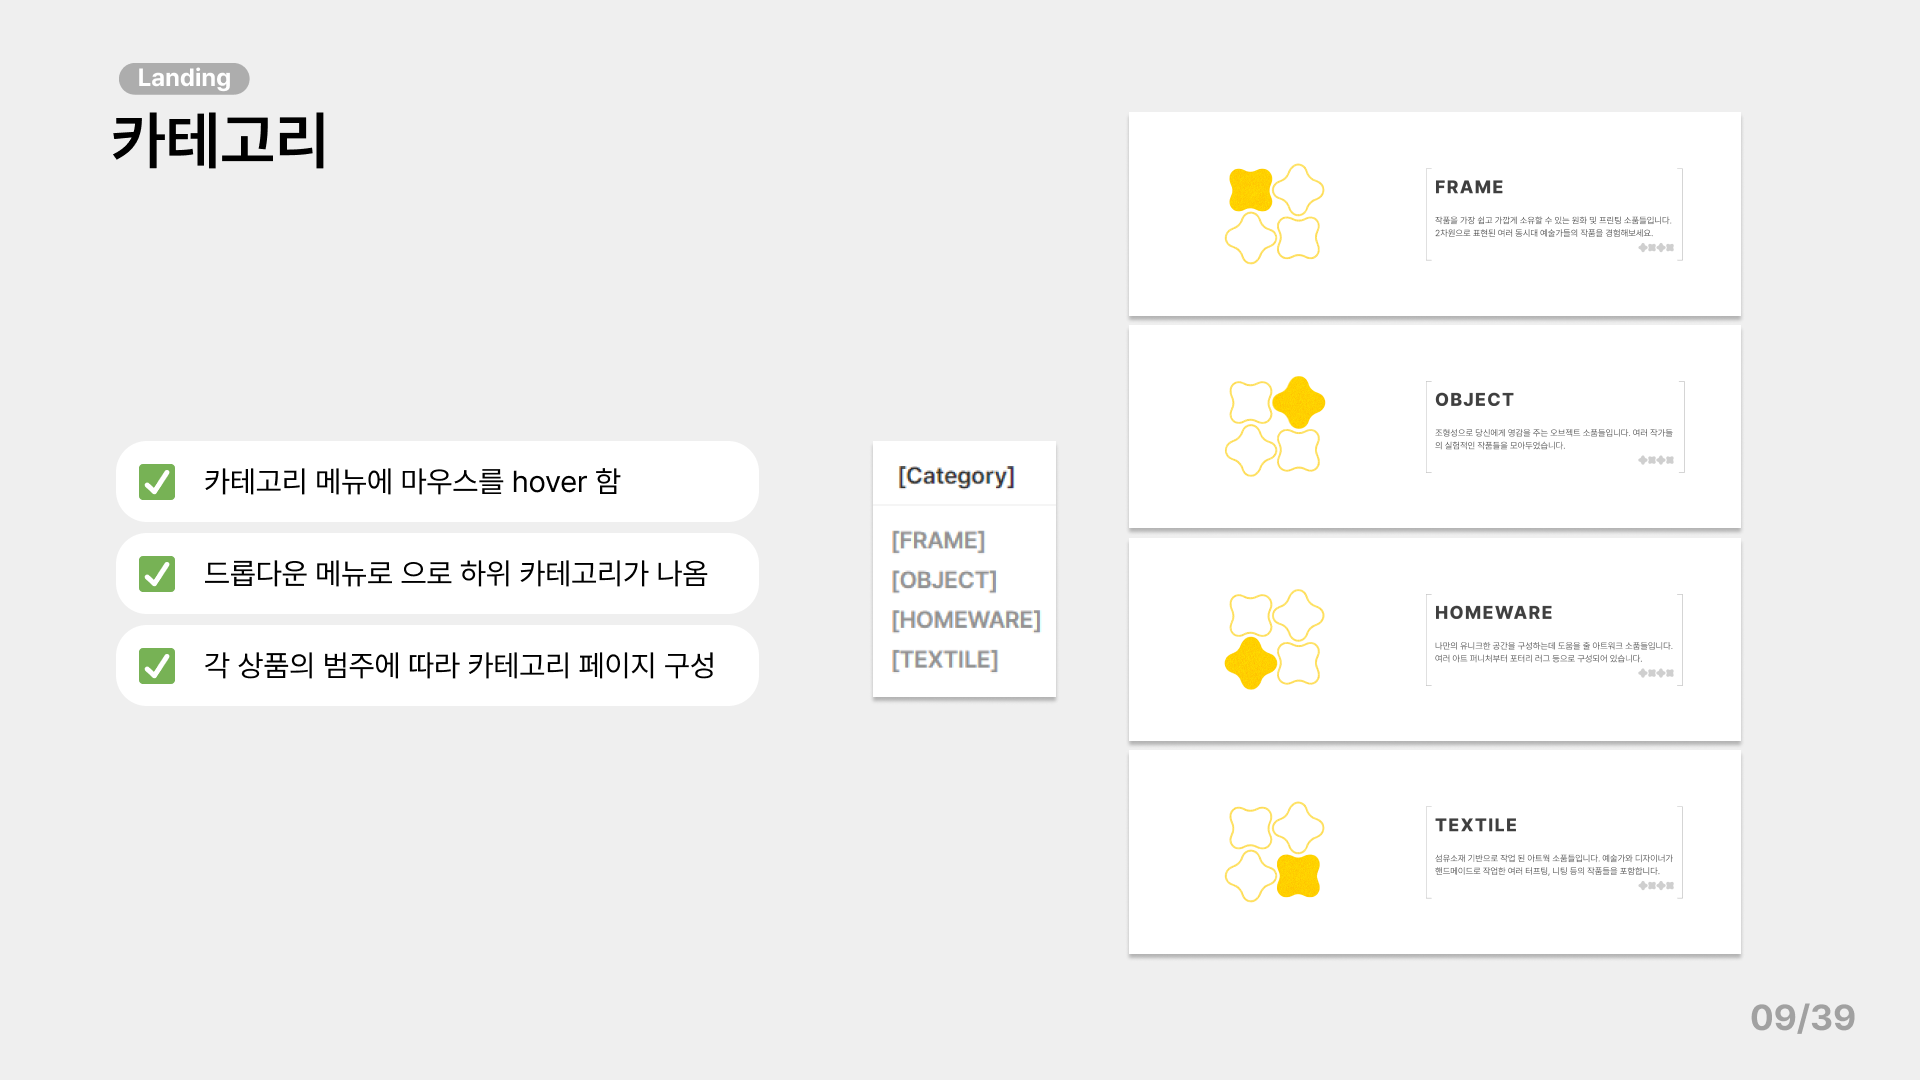 Landing
카테고리
카테고리 메뉴에 마우스를 hover 함
드롭다운 메뉴로 으로 하위 카테고리가 나옴
각 상품의 범주에 따라 카테고리 페이지 구성
[Category]
[FRAME]
[OBJECT]
[HOMEWARE]
[TEXTILE]
FRAME
작품을 가장 쉽고 가깝게 소유할 수 있는 원화 및 프린팅 소품들입니다.
2차원으로 표현된 여러 동시대 예술가들의 작품을 경험해보세요.
OBJECT
조형성으로 당신에게 영감을 주는 오브젝트 소품들입니다. 여러 작가들
의 실험적인 작품들을 모아두었습니다.
HOMEWARE
나만의 유니크한 공간을 구성하는데 도움을 줄 아트워크 소품들입니다.
여러 아트 퍼니처부터 포터리 러그 등으로 구성되어 있습니다.
TEXTILE
섬유소재 기반으로 작업 된 아트웍 소품들입니다. 예술가와 디자이너가
핸드메이드로 작업한 여러 터프팅, 니팅 등의 작품들을 포함합니다.
09/39